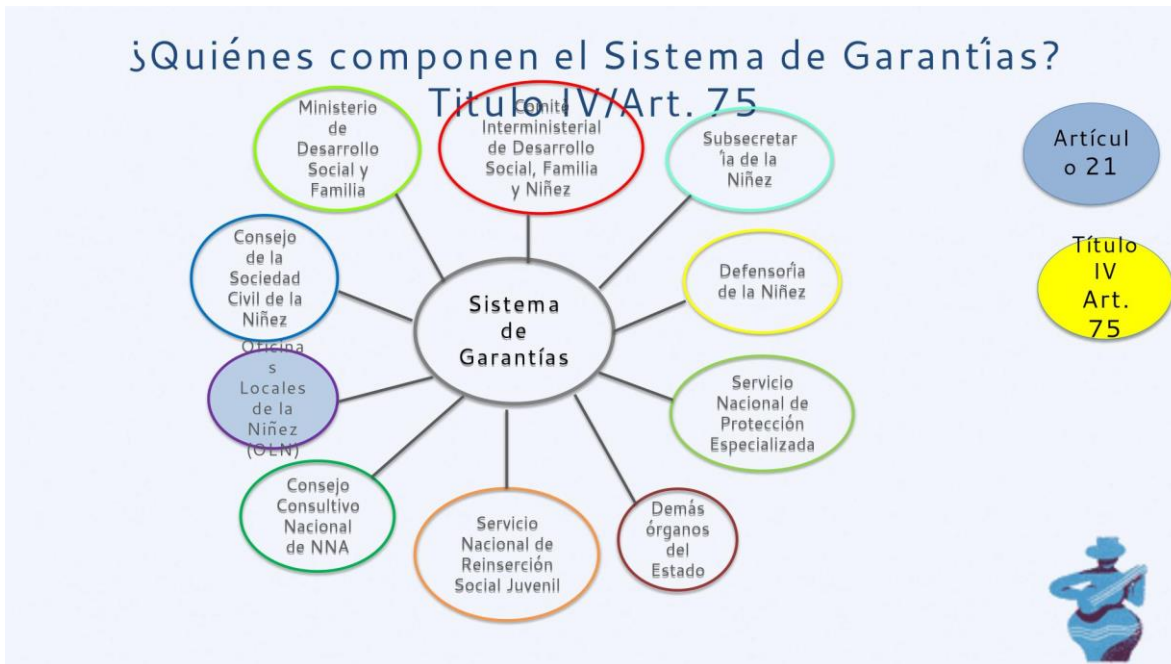 ¿Quiénes componen el Sistema de Garantías?
Titulo IV/Art. 75
Ministerio
de
Desarrollo
Social y
Familia
Comité
Interministerial
de Desarrollo
Social, Familia
y Niñez
Subsecretar
ía de la
Niñez
Artícul
o 21
Consejo
de la
Sociedad
Civil de la
Niñez
Defensoría
de la Niñez
Título
IV
Art.
75
Sistema
de
Garantías
Oficina
s
Locales
de la
Niñez
(OLN)
Servicio
Nacional de
Protección
Especializada
Consejo
Consultivo
Nacional
de NNA
Servicio
Nacional de
Reinserción
Social Juvenil
Demás
órganos
del
Estado